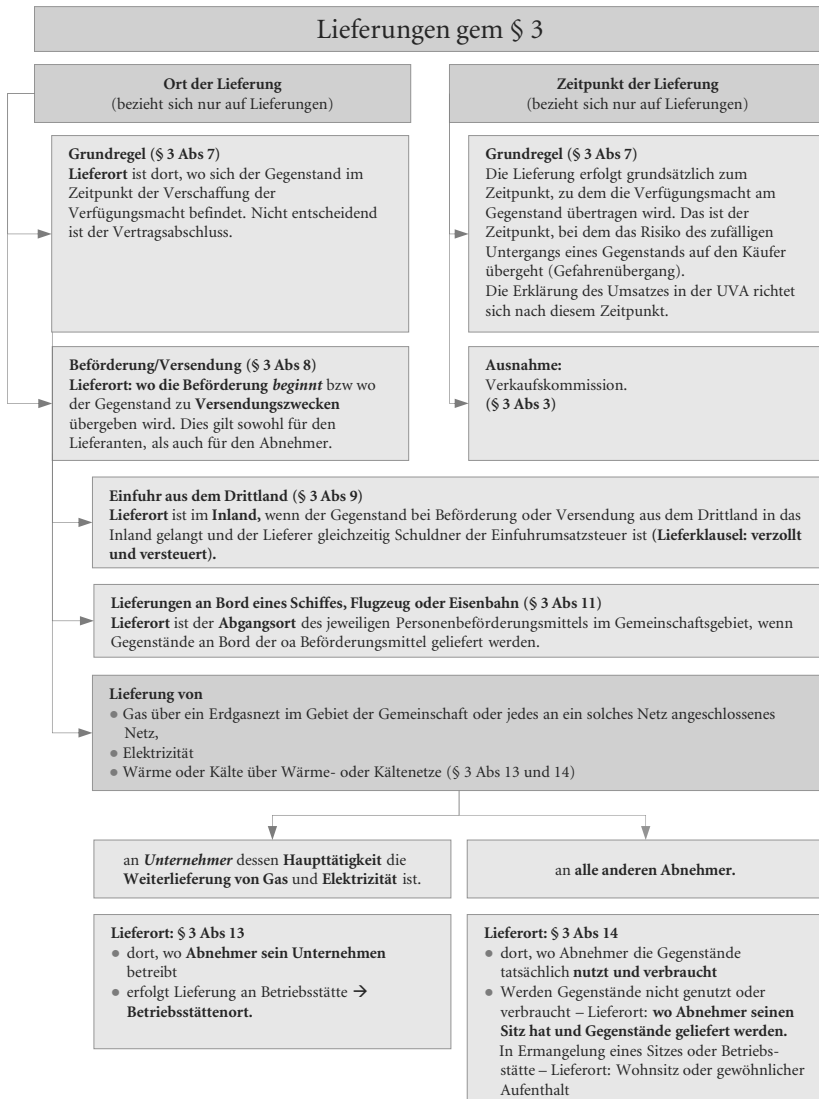 Lieferungen gem § 3
Ort der Lieferung
(bezieht sich nur auf Lieferungen)
Grundregel (§ 3 Abs 7)
Lieferort ist dort, wo sich der Gegenstand im
Zeitpunkt der Verschaffung der
Verfügungsmacht befindet. Nicht entscheidend
ist der Vertragsabschluss.
Beförderung/Versendung (§ 3 Abs 8)
Lieferort: wo die Beförderung beginnt bzw wo
der Gegenstand zu Versendungszwecken
übergeben wird. Dies gilt sowohl für den
Lieferanten, als auch für den Abnehmer.
Zeitpunkt der Lieferung
(bezieht sich nur auf Lieferungen)
Grundregel (§ 3 Abs 7)
Die Lieferung erfolgt grundsätzlich zum
Zeitpunkt, zu dem die Verfügungsmacht am
Gegenstand übertragen wird. Das ist der
Zeitpunkt, bei dem das Risiko des zufälligen
Untergangs eines Gegenstands auf den Käufer
übergeht (Gefahrenübergang).
Die Erklärung des Umsatzes in der UVA richtet
sich nach diesem Zeitpunkt.
Ausnahme:
Verkaufskommission.
(§ 3 Abs 3)
Einfuhr aus dem Drittland (§ 3 Abs 9)
Lieferort ist im Inland, wenn der Gegenstand bei Beförderung oder Versendung aus dem Drittland in das
Inland gelangt und der Lieferer gleichzeitig Schuldner der Einfuhrumsatzsteuer ist (Lieferklausel: verzollt
und versteuert).
Lieferungen an Bord eines Schiffes, Flugzeug oder Eisenbahn (§ 3 Abs 11)
Lieferort ist der Abgangsort des jeweiligen Personenbeförderungsmittels im Gemeinschaftsgebiet, wenn
Gegenstände an Bord der oa Beförderungsmittel geliefert werden.
Lieferung von
● Gas über ein Erdgasnezt im Gebiet der Gemeinschaft oder jedes an ein solches Netz angeschlossenes
Netz,
● Elektrizität
● Wärme oder Kälte über Wärme- oder Kältenetze (§ 3 Abs 13 und 14)
an Unternehmer dessen Haupttätigkeit die
Weiterlieferung von Gas und Elektrizität ist.
Lieferort: § 3 Abs 13
● dort, wo Abnehmer sein Unternehmen
betreibt
● erfolgt Lieferung an Betriebsstätte →
Betriebsstättenort.
an alle anderen Abnehmer.
Lieferort: § 3 Abs 14
● dort, wo Abnehmer die Gegenstände
tatsächlich nutzt und verbraucht
● Werden Gegenstände nicht genutzt oder
verbraucht – Lieferort: wo Abnehmer seinen
Sitz hat und Gegenstände geliefert werden.
In Ermangelung eines Sitzes oder Betriebs-
stätte – Lieferort: Wohnsitz oder gewöhnlicher
Aufenthalt